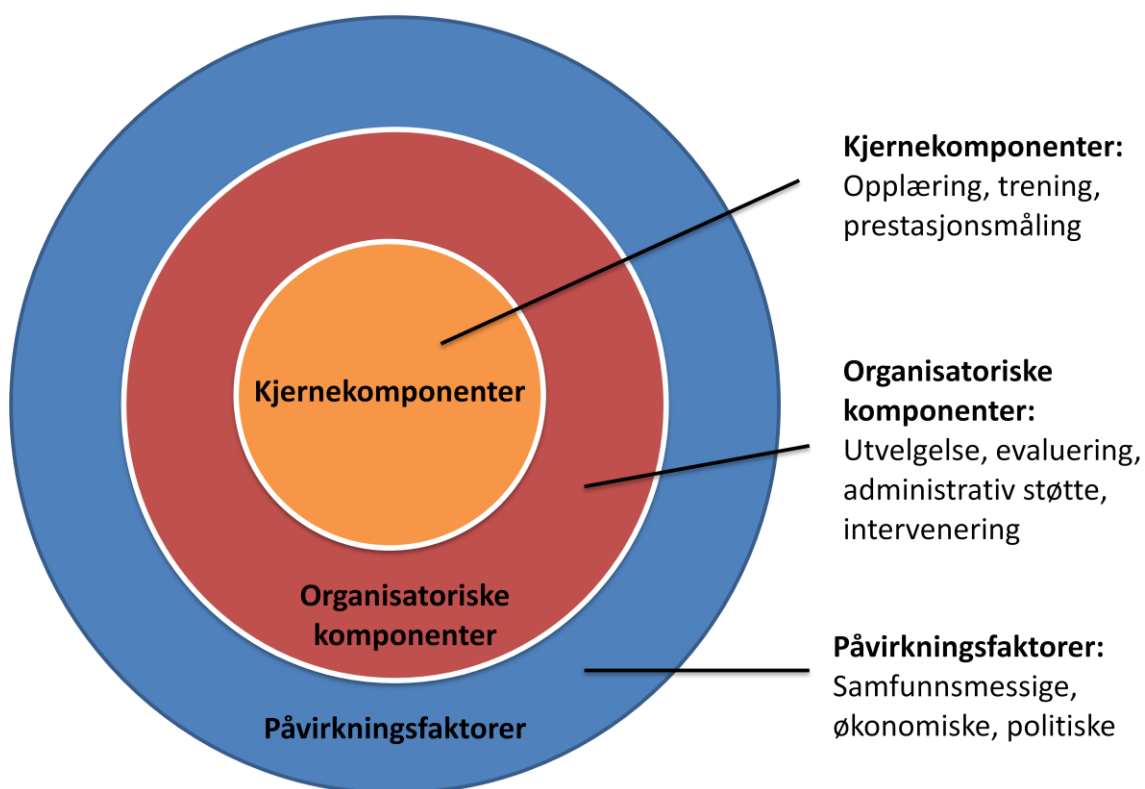 Kjernekomponenter:
Opplæring, trening,
prestasjonsmåling
Kjernekomponenter
Organisatoriske
komponenter:
Utvelgelse, evaluering,
administrativ støtte,
intervenering
Organisatoriske
komponenter
Påvirkningsfaktorer:
Samfunnsmessige,
økonomiske, politiske
Påvirkningsfaktorer